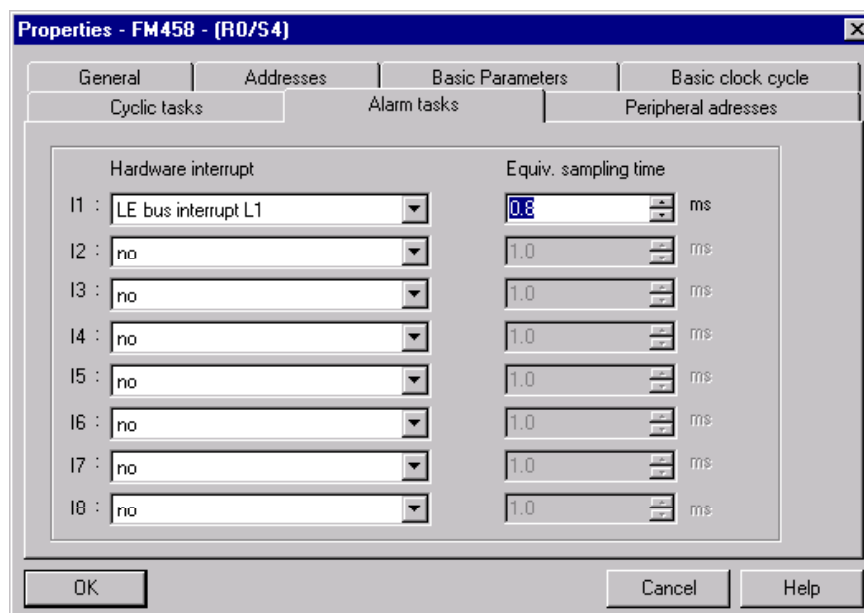 Properties - FM458 - (R0/S4)
General Addresses Basic Parameters Basic clock cycle
Cyclic tasks Alarm tasks Peripheral adresses
Hardware interrupt Equiv. sampling time
I1 : LE bus interrupt L1 0.8 ms
I2 : no 1.0 ms
I3 : no 1.0 ms
I4 : no 1.0 ms
I5 : no 1.0 ms
I6 : no 1.0 ms
I7 : no 1.0 ms
I8 : no 1.0 ms
OK Cancel Help